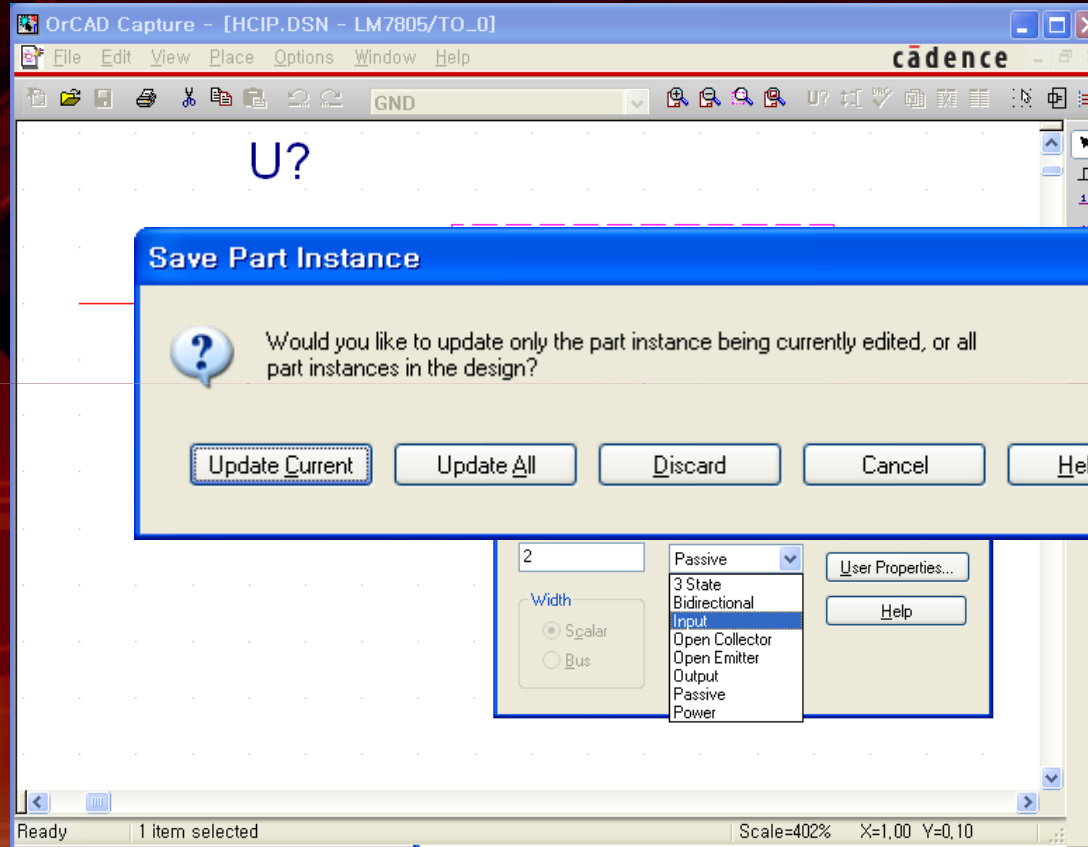 OrCAD Capture - [HCIP.DSN - LM7805/TO_0]
File Edit View Place Options Window Help
cādence
GND
U?
U?
Save Part Instance
Would you like to update only the part instance being currently edited, or all
part instances in the design?
Update Current Update All Discard Cancel Hel
2 Passive User Properties...
3 State
Width Bidirectional
Input Help
Scalar Open Collector
Open Emitter
Bus Output
Passive
Power
Ready 1 item selected Scale=402% X=1,00 Y=0,10